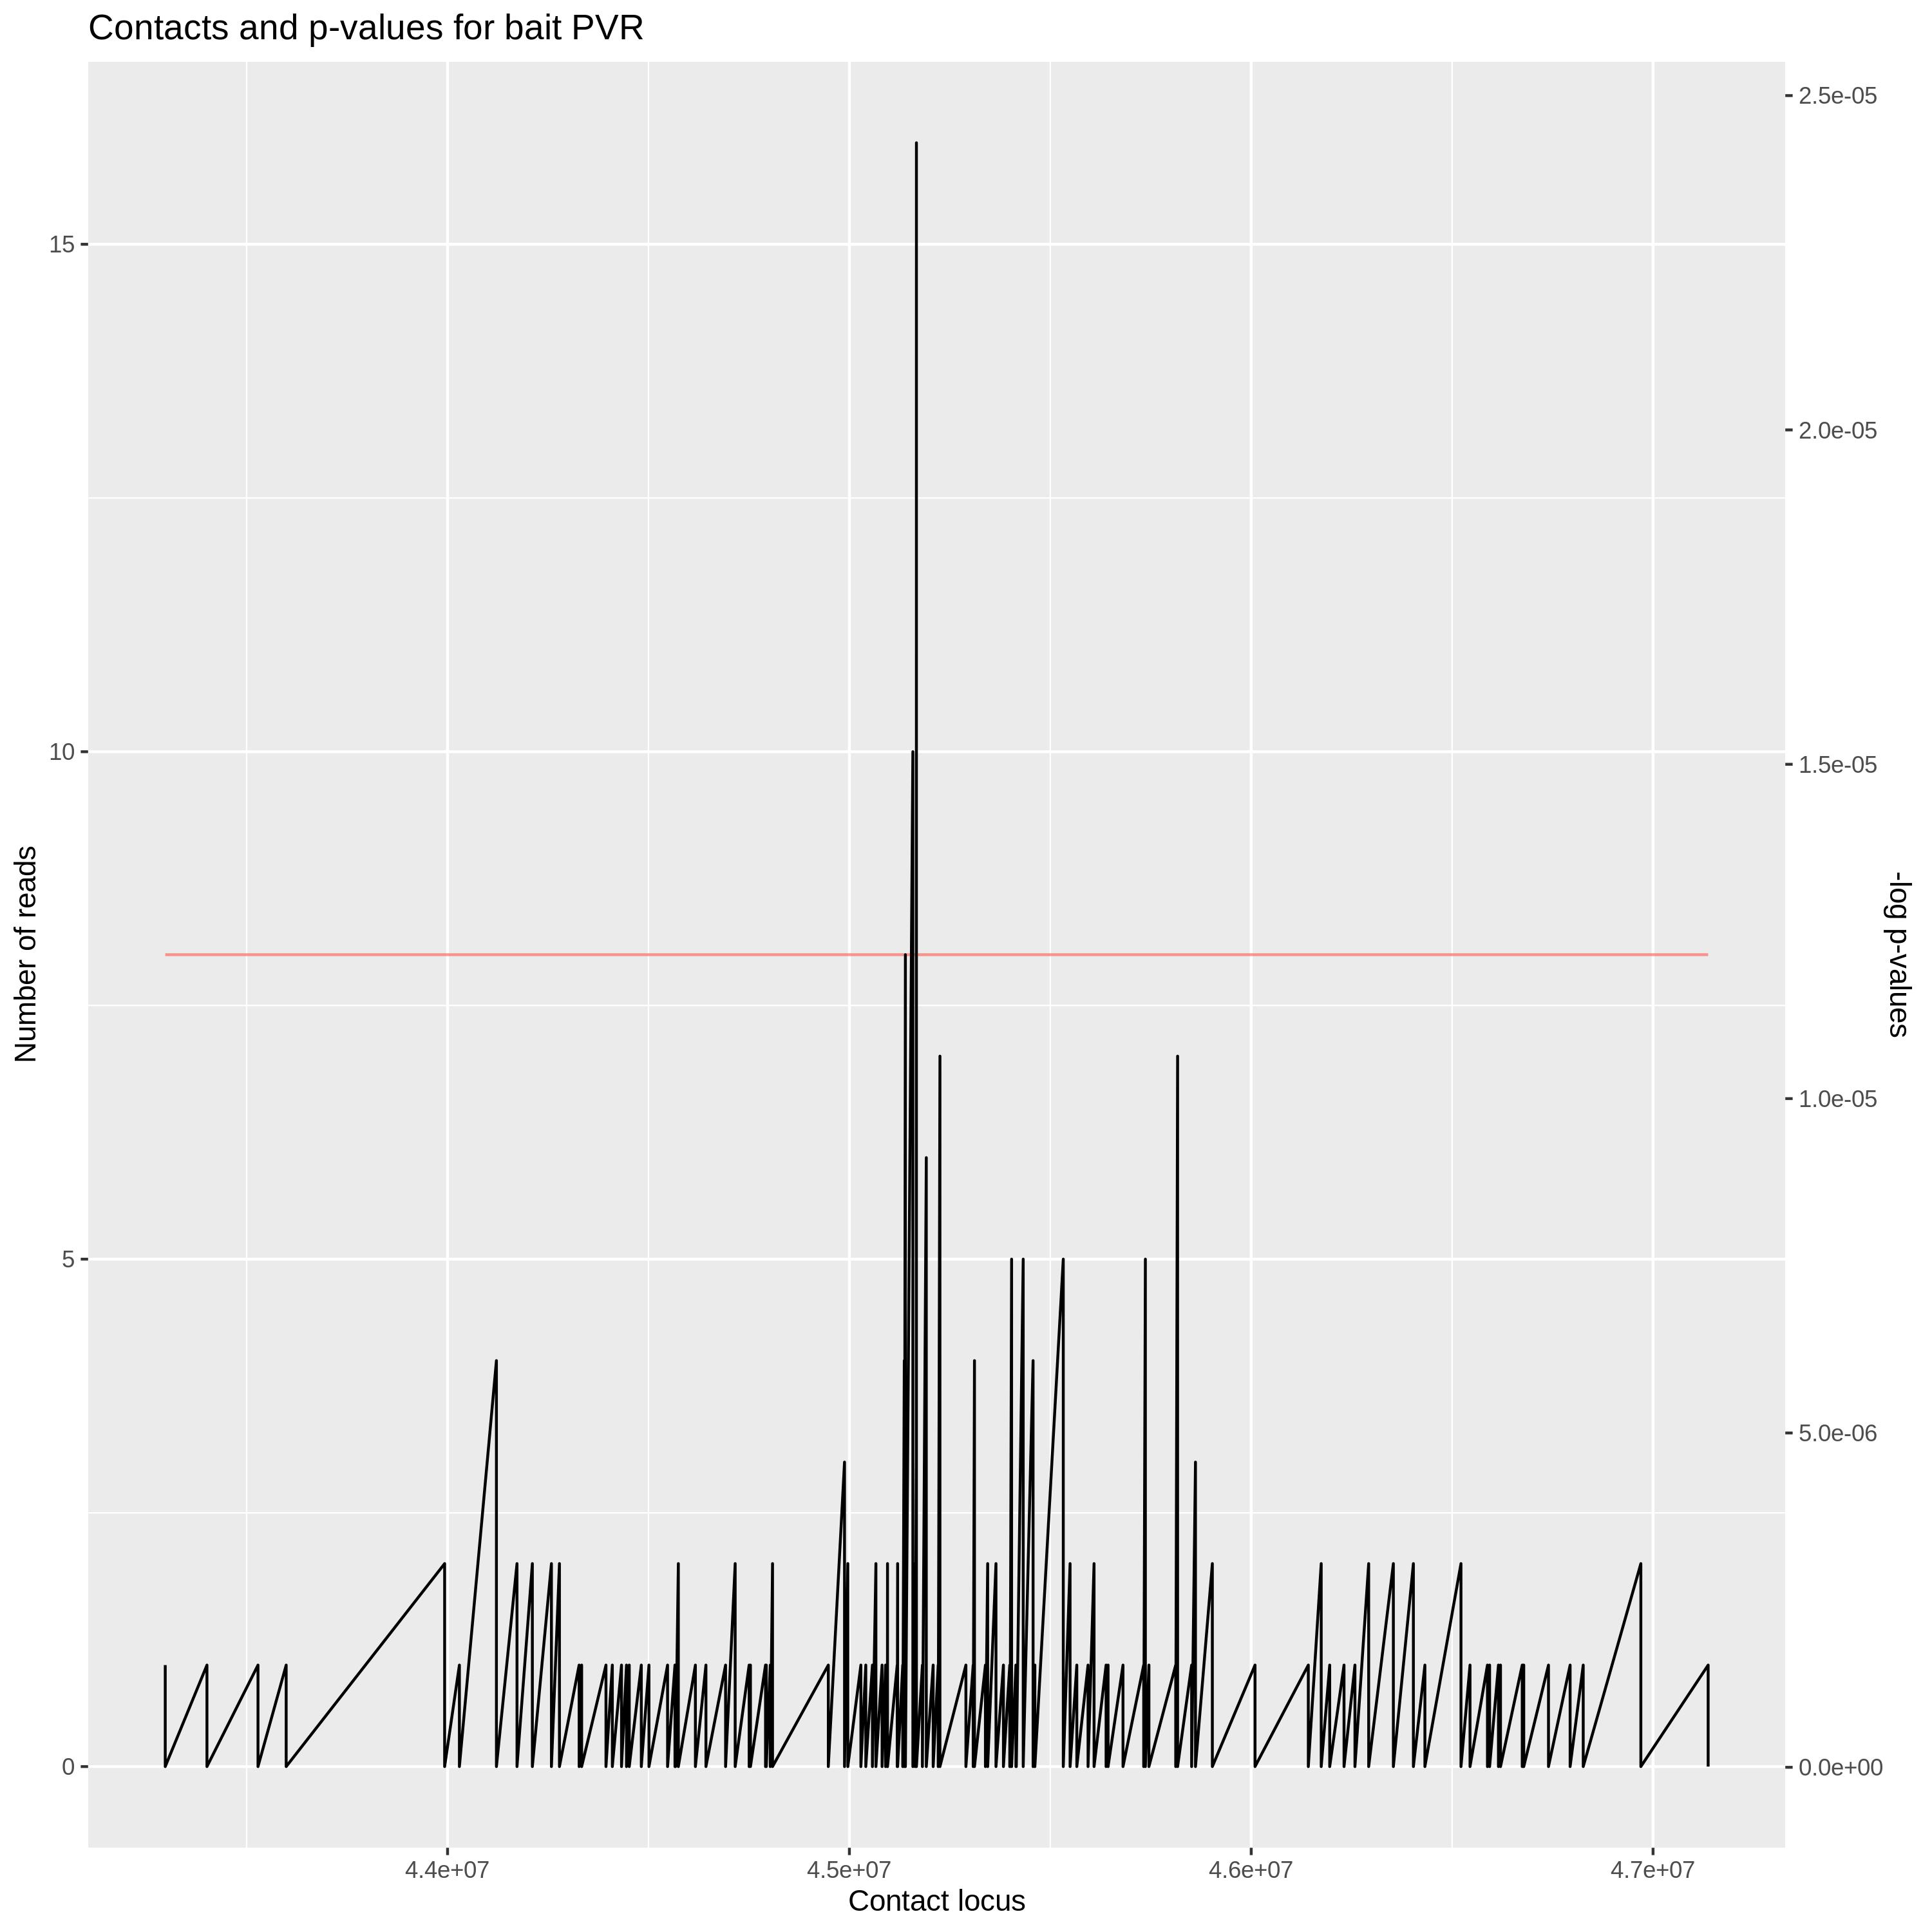 Contacts and p-values for bait PVR
2.5e-05
15
2.0e-05
10
1.5e-05
Number of reads
-log p-values
1.0e-05
5
5.0e-06
0
0.0e+00
4.4e+07
4.5e+07
4.6e+07
4.7e+07
Contact locus